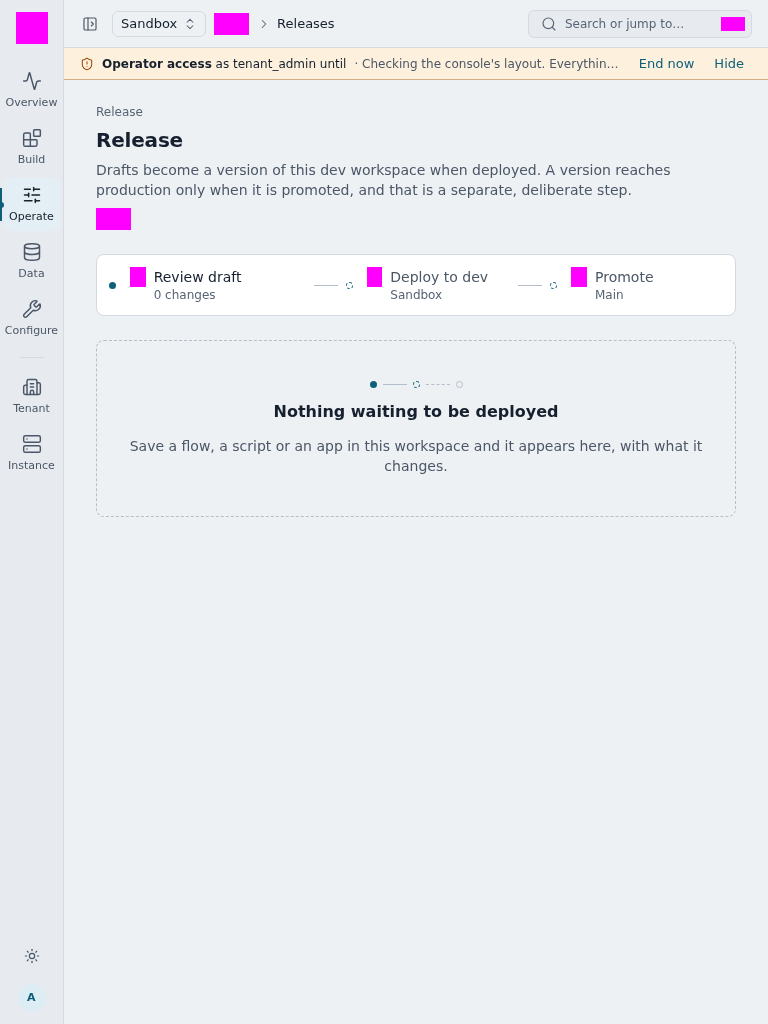 Sandbox
Releases
Search or jump to…
Operator access as tenant_admin until · Checking the console's layout. Everythin…
End now
Hide
Overview
Build
Operate
Data
Configure
Tenant
Instance
A
Release
Release
Drafts become a version of this dev workspace when deployed. A version reaches
production only when it is promoted, and that is a separate, deliberate step.
Review draft
0 changes
Deploy to dev
Sandbox
Promote
Main
Nothing waiting to be deployed
Save a flow, a script or an app in this workspace and it appears here, with what it
changes.